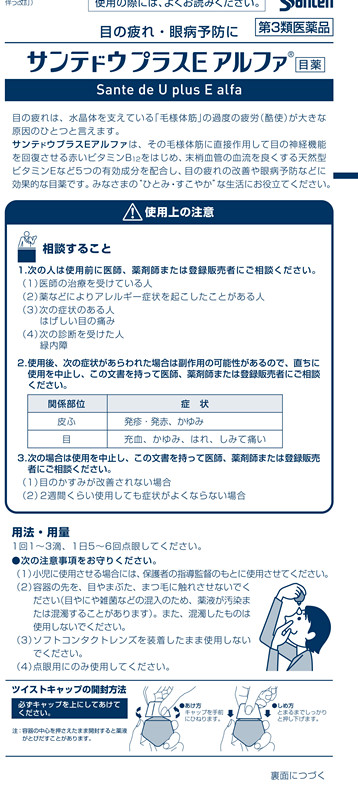 伴う改訂)
使用の際には、よくお読みください。
Santen
目の疲れ・眼病予防に
第3類医薬品
サンテドウプラスE アルファ® 目薬
Sante de U plus E alfa
目の疲れは、水晶体を支えている「毛様体筋」の過度の疲労(酷使)が大きな
原因のひとつと言えます。
サンテドウプラスEアルファは、その毛様体筋に直接作用して目の神経機能
を回復させる赤いビタミンB12をはじめ、末梢血管の血流を良くする天然型
ビタミンEなど5つの有効成分を配合し、目の疲れの改善や眼病予防などに
効果的な目薬です。みなさまの“ひとみ・すこやか”な生活にお役立てください。
使用上の注意
相談すること
1.次の人は使用前に医師、薬剤師または登録販売者にご相談ください。
(1)医師の治療を受けている人
(2)薬などによりアレルギー症状を起こしたことがある人
(3)次の症状のある人
はげしい目の痛み
(4)次の診断を受けた人
緑内障
2.使用後、次の症状があらわれた場合は副作用の可能性があるので、直ちに
使用を中止し、この文書を持って医師、薬剤師または登録販売者にご相談
ください。
関係部位 症 状
皮ふ 発疹・発赤、かゆみ
目 充血、かゆみ、はれ、しみて痛い
3.次の場合は使用を中止し、この文書を持って医師、薬剤師または登録販売
者にご相談ください。
(1)目のかすみが改善されない場合
(2)2週間くらい使用しても症状がよくならない場合
用法・用量
1回1~3滴、1日5~6回点眼してください。
●次の注意事項をお守りください。
(1)小児に使用させる場合には、保護者の指導監督のもとに使用させてください。
(2)容器の先を、目やまぶた、まつ毛に触れさせないでく
ださい(目やにや雑菌などの混入のため、薬液が汚染ま
たは混濁することがあります)。また、混濁したものは
使用しないでください。
(3)ソフトコンタクトレンズを装着したまま使用しない
でください。
(4)点眼用にのみ使用してください。
ツイストキャップの開封方法
必ずキャップを上にしてあけて
ください。
注:容器の中心を押さえたまま開封すると薬液
がとびだすことがあります。
●あけ方
キャップを手前
にひねります。
●しめ方
とまるまでしっかり
と押し下げます。
裏面につづく